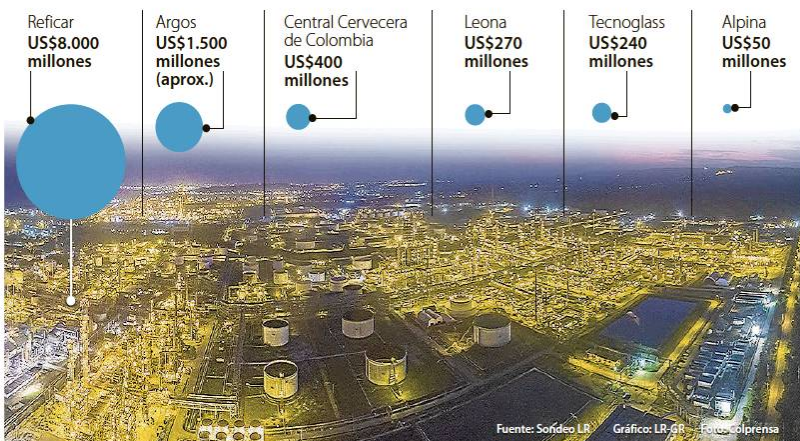 Reficar
US$8.000
millones
Argos
US$1.500
millones
(aprox.)
Central Cervecera
de Colombia
US$400
millones
Leona
US$270
millones
Tecnoglass
US$240
millones
Alpina
US$50
millones
Fuente: Sondeo LR Gráfico: LR-GR Foto: Colprensa